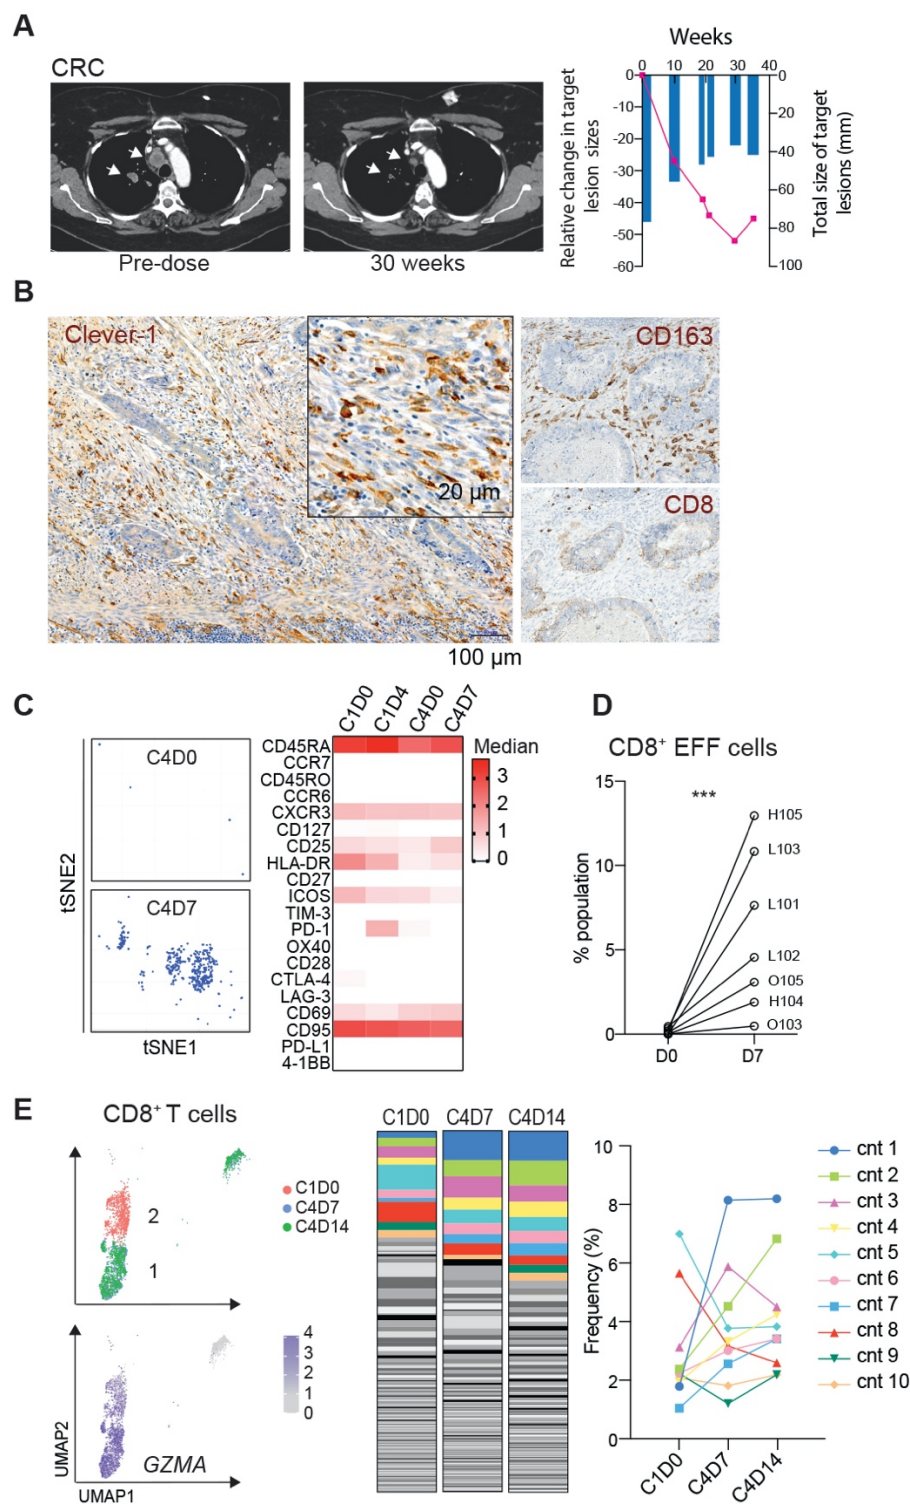 A
CRC
Pre-dose
30 weeks
Weeks
0 10 20 30 40
0
-10
-20
-30
-40
-50
-60
0
20
40
60
80
100
Relative change in target
lesion sizes
Total size of target
lesions (mm)
B
Clever-1
20 µm
100 µm
CD163
CD8
C
C4D0
C4D7
tSNE2
tSNE1
C1D0 C1D4 C4D0 C4D7
CD45RA
CCR7
CD45RO
CCR6
CXCR3
CD127
CD25
HLA-DR
CD27
ICOS
TIM-3
PD-1
OX40
CD28
CTLA-4
LAG-3
CD69
CD95
PD-L1
4-1BB
Median
3
2
1
0
D
CD8+ EFF cells
***
% population
15
10
5
0
D0 D7
H105
L103
L101
L102
O105
H104
O103
E
CD8+ T cells
2
1
C1D0
C4D7
C4D14
4
3
2
1
0
GZMA
UMAP2
UMAP1
C1D0 C4D7 C4D14
Frequency (%)
10
8
6
4
2
0
C1D0 C4D7 C4D14
cnt 1
cnt 2
cnt 3
cnt 4
cnt 5
cnt 6
cnt 7
cnt 8
cnt 9
cnt 10